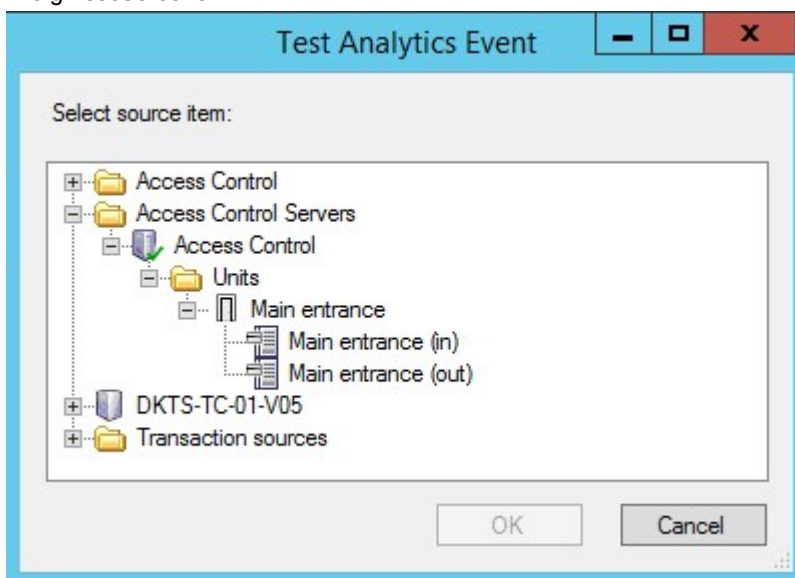 Test Analytics Event
Select source item:
Access Control
Access Control Servers
Access Control
Units
Main entrance
Main entrance (in)
Main entrance (out)
DKTS-TC-01-V05
Transaction sources
OK
Cancel